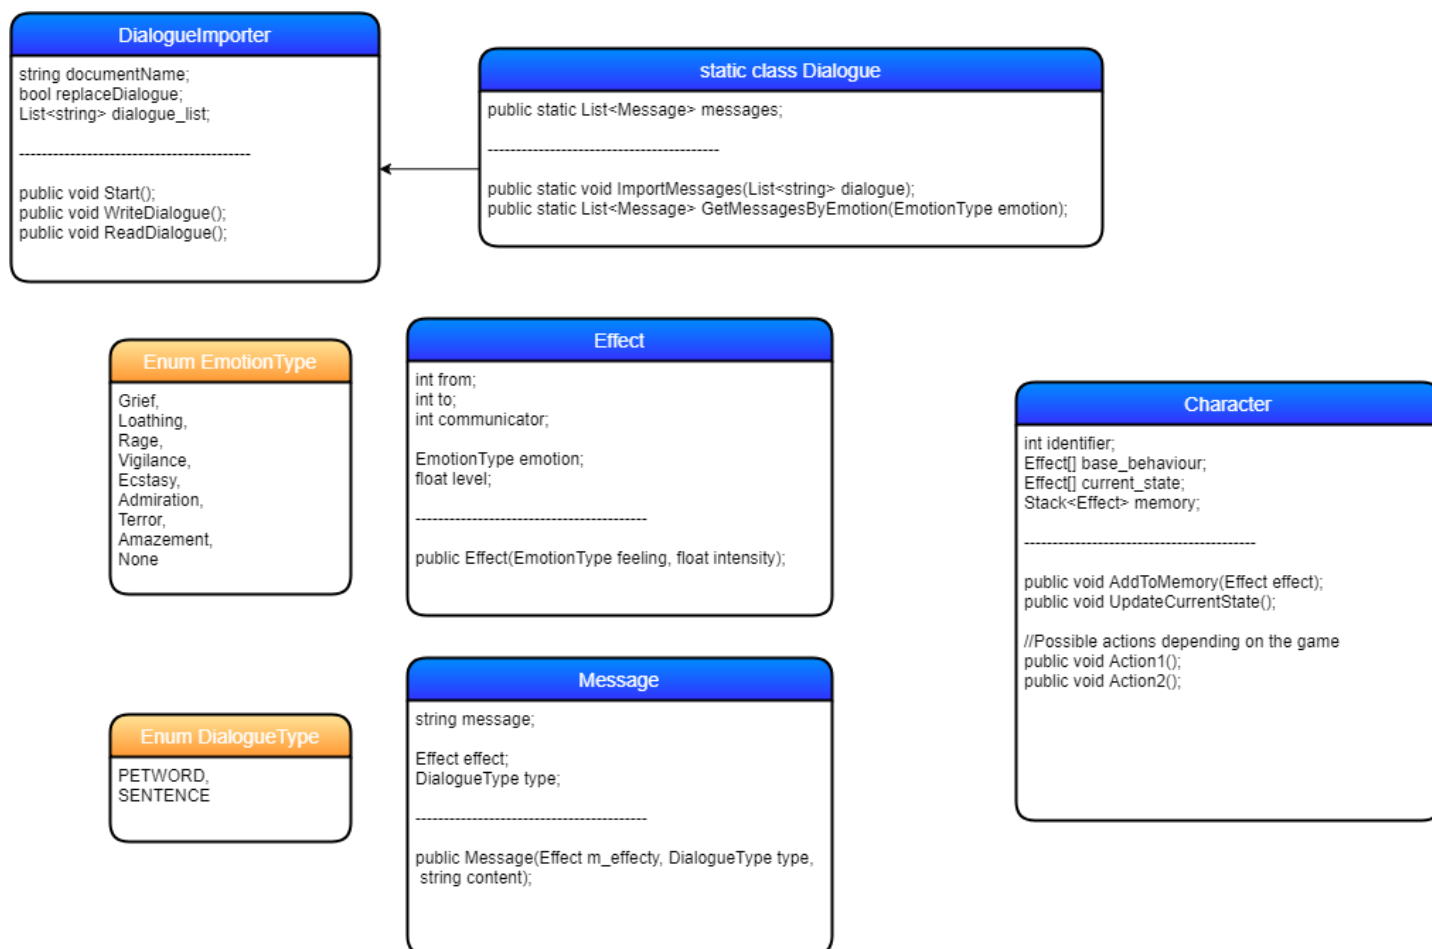 DialogueImporter
string documentName;
bool replaceDialogue;
List<string> dialogue_list;
-----------------------------------------
public void Start();
public void WriteDialogue();
public void ReadDialogue();
static class Dialogue
public static List<Message> messages;
-----------------------------------------
public static void ImportMessages(List<string> dialogue);
public static List<Message> GetMessagesByEmotion(EmotionType emotion);
Enum EmotionType
Grief,
Loathing,
Rage,
Vigilance,
Ecstasy,
Admiration,
Terror,
Amazement,
None
Effect
int from;
int to;
int communicator;
EmotionType emotion;
float level;
-----------------------------------------
public Effect(EmotionType feeling, float intensity);
Character
int identifier;
Effect[] base_behaviour;
Effect[] current_state;
Stack<Effect> memory;
-----------------------------------------
public void AddToMemory(Effect effect);
public void UpdateCurrentState();
//Possible actions depending on the game
public void Action1();
public void Action2();
Enum DialogueType
PETWORD,
SENTENCE
Message
string message;
Effect effect;
DialogueType type;
-----------------------------------------
public Message(Effect m_effecty, DialogueType type,
string content);